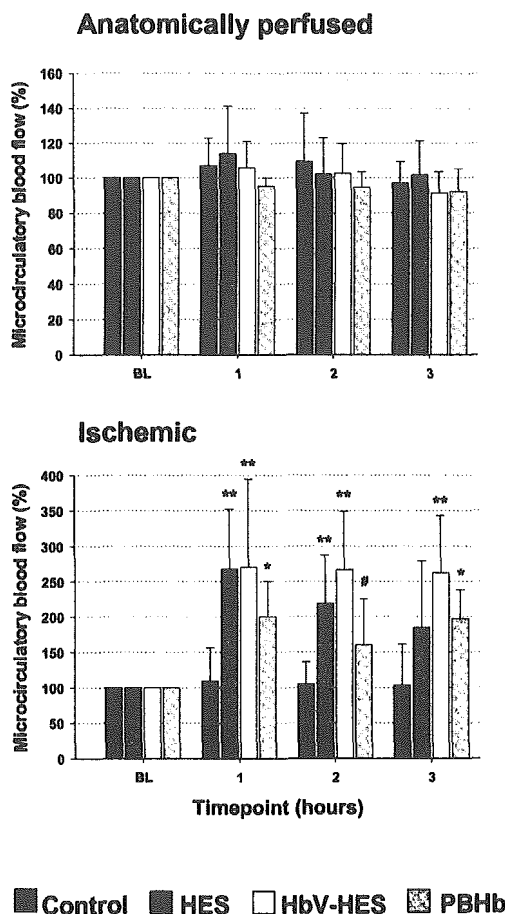 Anatomically perfused
Microcirculatory blood flow (%)
160
140
120
100
80
60
40
20
0
BL 1 2 3
Ischemic
Microcirculatory blood flow (%)
400
350
300
250
200
150
100
50
0
** ** *
** ** #
** *
BL 1 2 3
Timepoint (hours)
Control HES HbV-HES PBHb